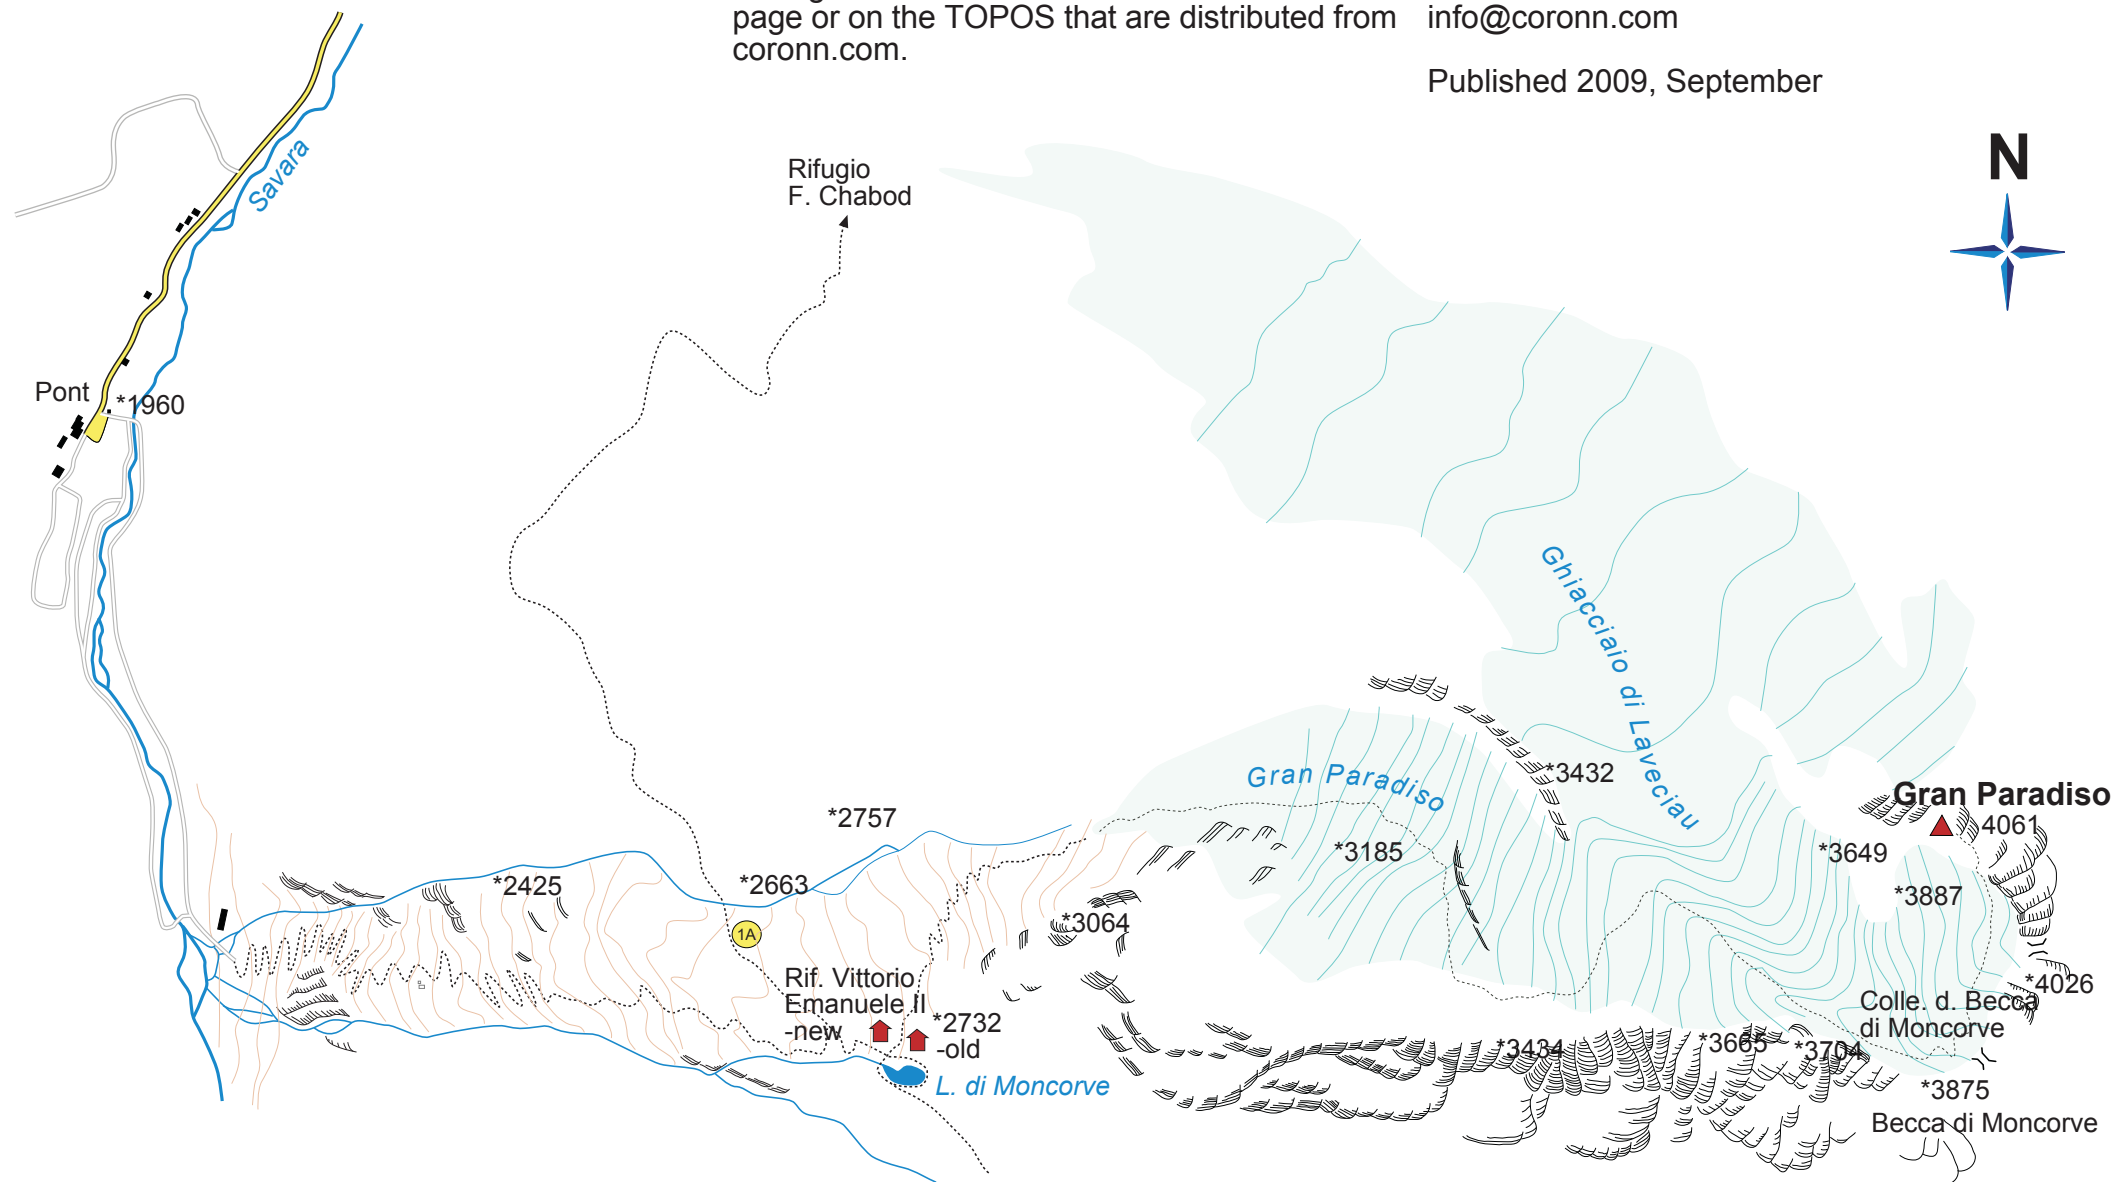 page or on the TOPOS that are distributed from
coronn.com.
info@coronn.com
Published 2009, September
N
Savara
Rifugio
F. Chabod
Pont
*1960
Ghiacciaio di Laveciau
Gran Paradiso
*3432
Gran Paradiso
4061
*2757
*3185
*3649
*2425
*2663
*3887
1A
*3064
Rif. Vittorio
Emanuele II
-new
*2732
-old
*4026
Colle. d. Becca
di Moncorve
*3434
*3665
*3704
L. di Moncorve
*3875
Becca di Moncorve